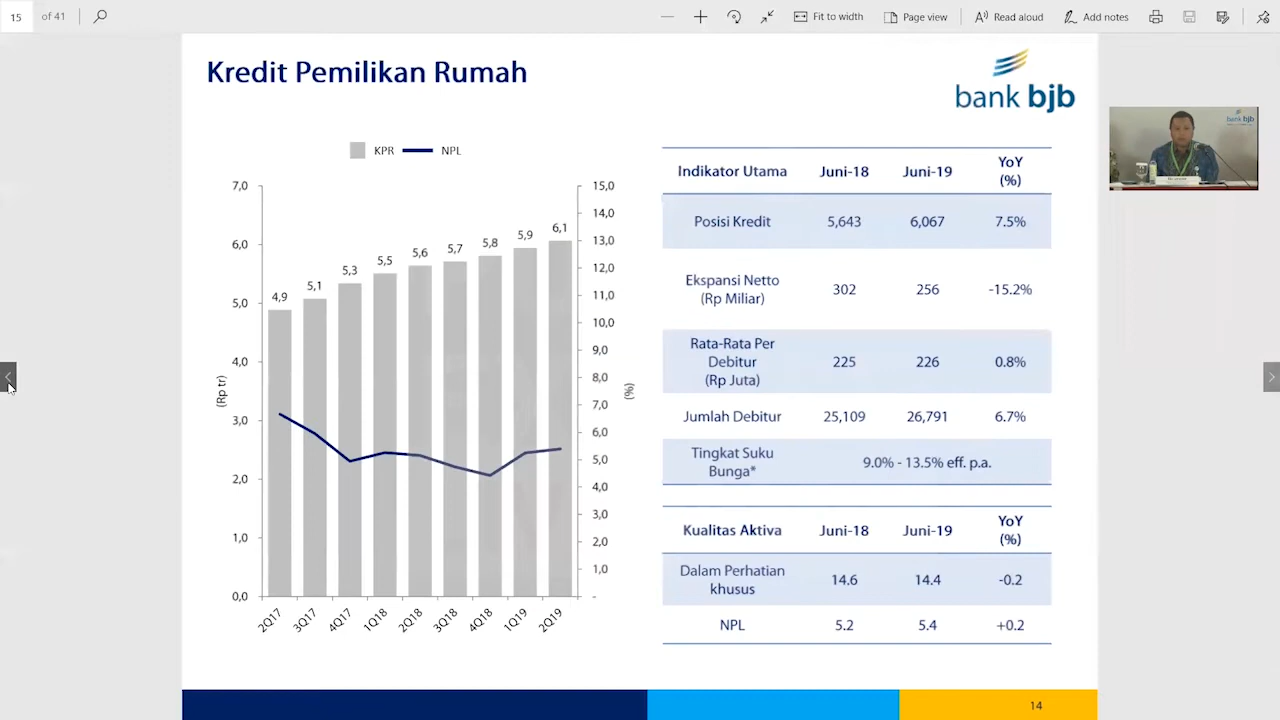 15 of 41
Fit to width
Page view
Read aloud
Add notes
Kredit Pemilikan Rumah
bank bjb
bank bjb
KPR
NPL
7,0
6,0
5,0
4,0
3,0
2,0
1,0
0,0
(Rp tr)
4,9
5,1
5,3
5,5
5,6
5,7
5,8
5,9
6,1
15,0
14,0
13,0
12,0
11,0
10,0
9,0
8,0
7,0
6,0
5,0
4,0
3,0
2,0
1,0
-
(%)
2Q17
3Q17
4Q17
1Q18
2Q18
3Q18
4Q18
1Q19
2Q19
Indikator Utama Juni-18 Juni-19 YoY
(%)
Posisi Kredit 5,643 6,067 7.5%
Ekspansi Netto
(Rp Miliar) 302 256 -15.2%
Rata-Rata Per
Debitur
(Rp Juta) 225 226 0.8%
Jumlah Debitur 25,109 26,791 6.7%
Tingkat Suku
Bunga* 9.0% - 13.5% eff. p.a.
Kualitas Aktiva Juni-18 Juni-19 YoY
(%)
Dalam Perhatian
khusus 14.6 14.4 -0.2
NPL 5.2 5.4 +0.2
14